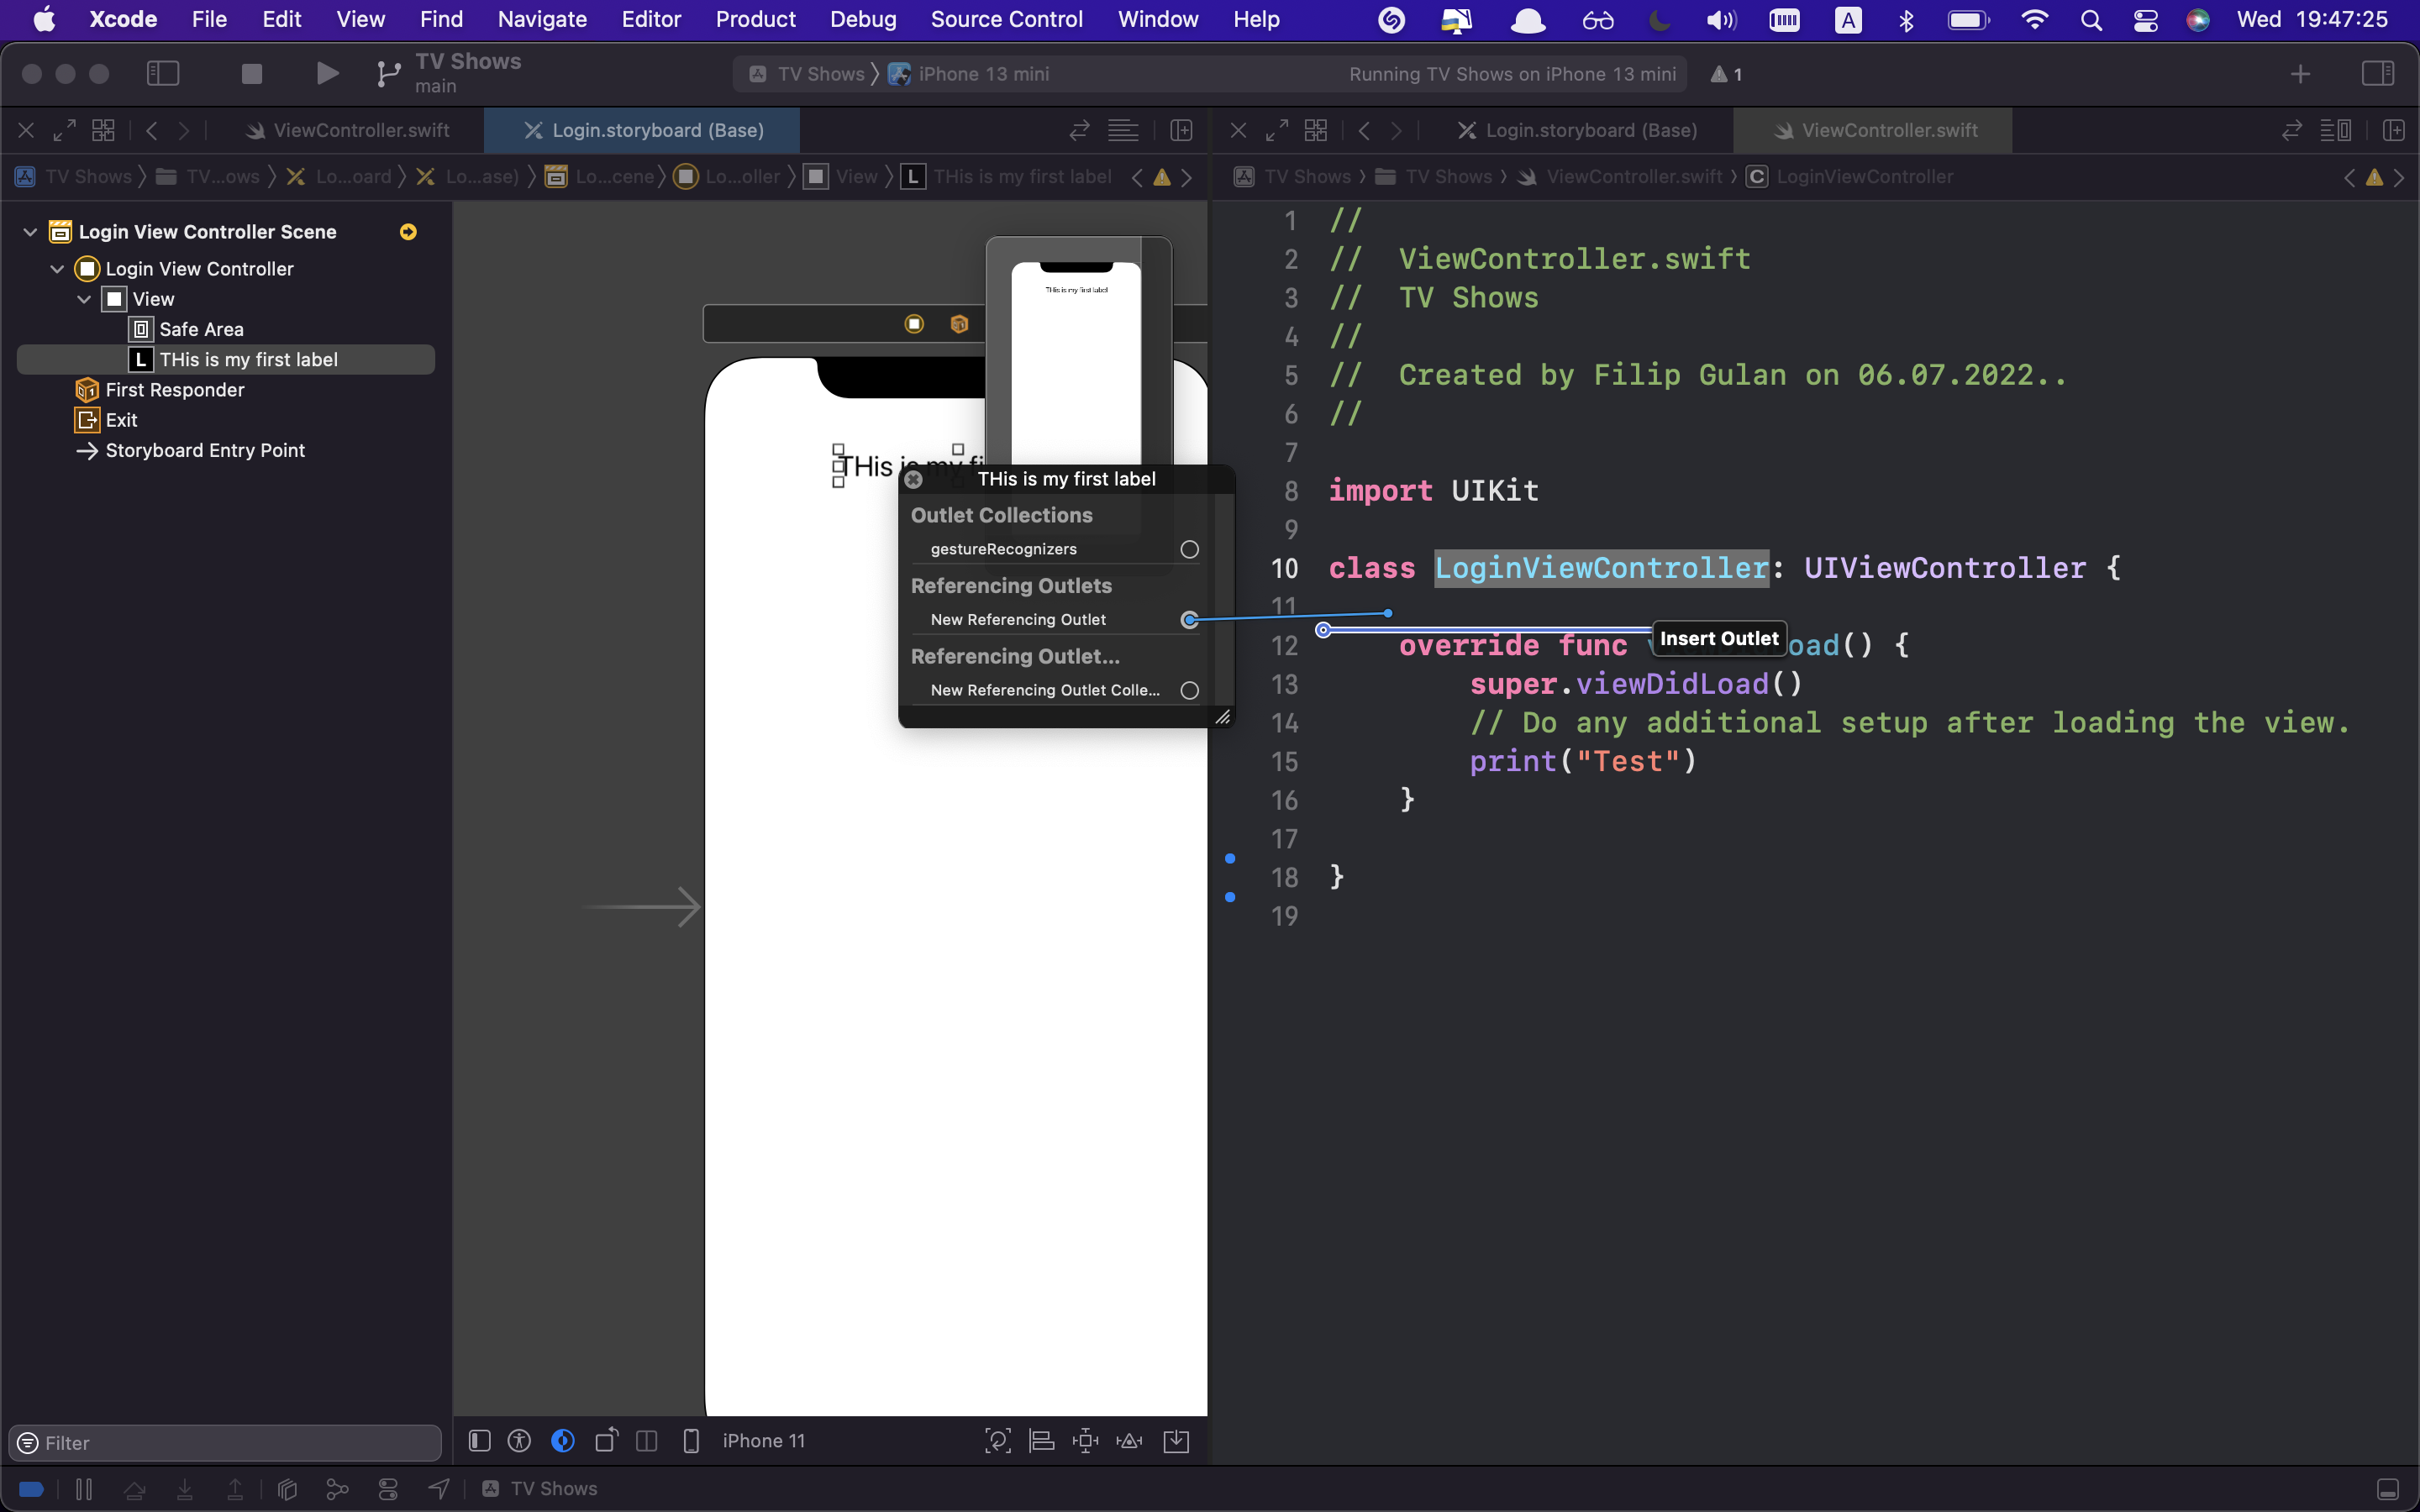 Xcode File Edit View Find Navigate Editor Product Debug Source Control Window Help A Wed 19:47:25
TV Shows
main
TV Shows iPhone 13 mini Running TV Shows on iPhone 13 mini 1
ViewController.swift Login.storyboard (Base)
Login.storyboard (Base) ViewController.swift
TV Shows TV...ows Lo...oard Lo...ase) Lo...cene Lo...oller View L THis is my first label
TV Shows TV Shows ViewController.swift C LoginViewController
Login View Controller Scene
Login View Controller
View
Safe Area
L THis is my first label
First Responder
Exit
Storyboard Entry Point
Filter
THis is my first label
THis is my fi
THis is my first label
Outlet Collections
gestureRecognizers
Referencing Outlets
New Referencing Outlet
Referencing Outlet...
New Referencing Outlet Colle...
iPhone 11
1 //
2 //  ViewController.swift
3 //  TV Shows
4 //
5 //  Created by Filip Gulan on 06.07.2022..
6 //
7
8 import UIKit
9
10 class LoginViewController: UIViewController {
11
12 override func oad() {
Insert Outlet
13 super.viewDidLoad()
14 // Do any additional setup after loading the view.
15 print("Test")
16 }
17
18 }
19
TV Shows